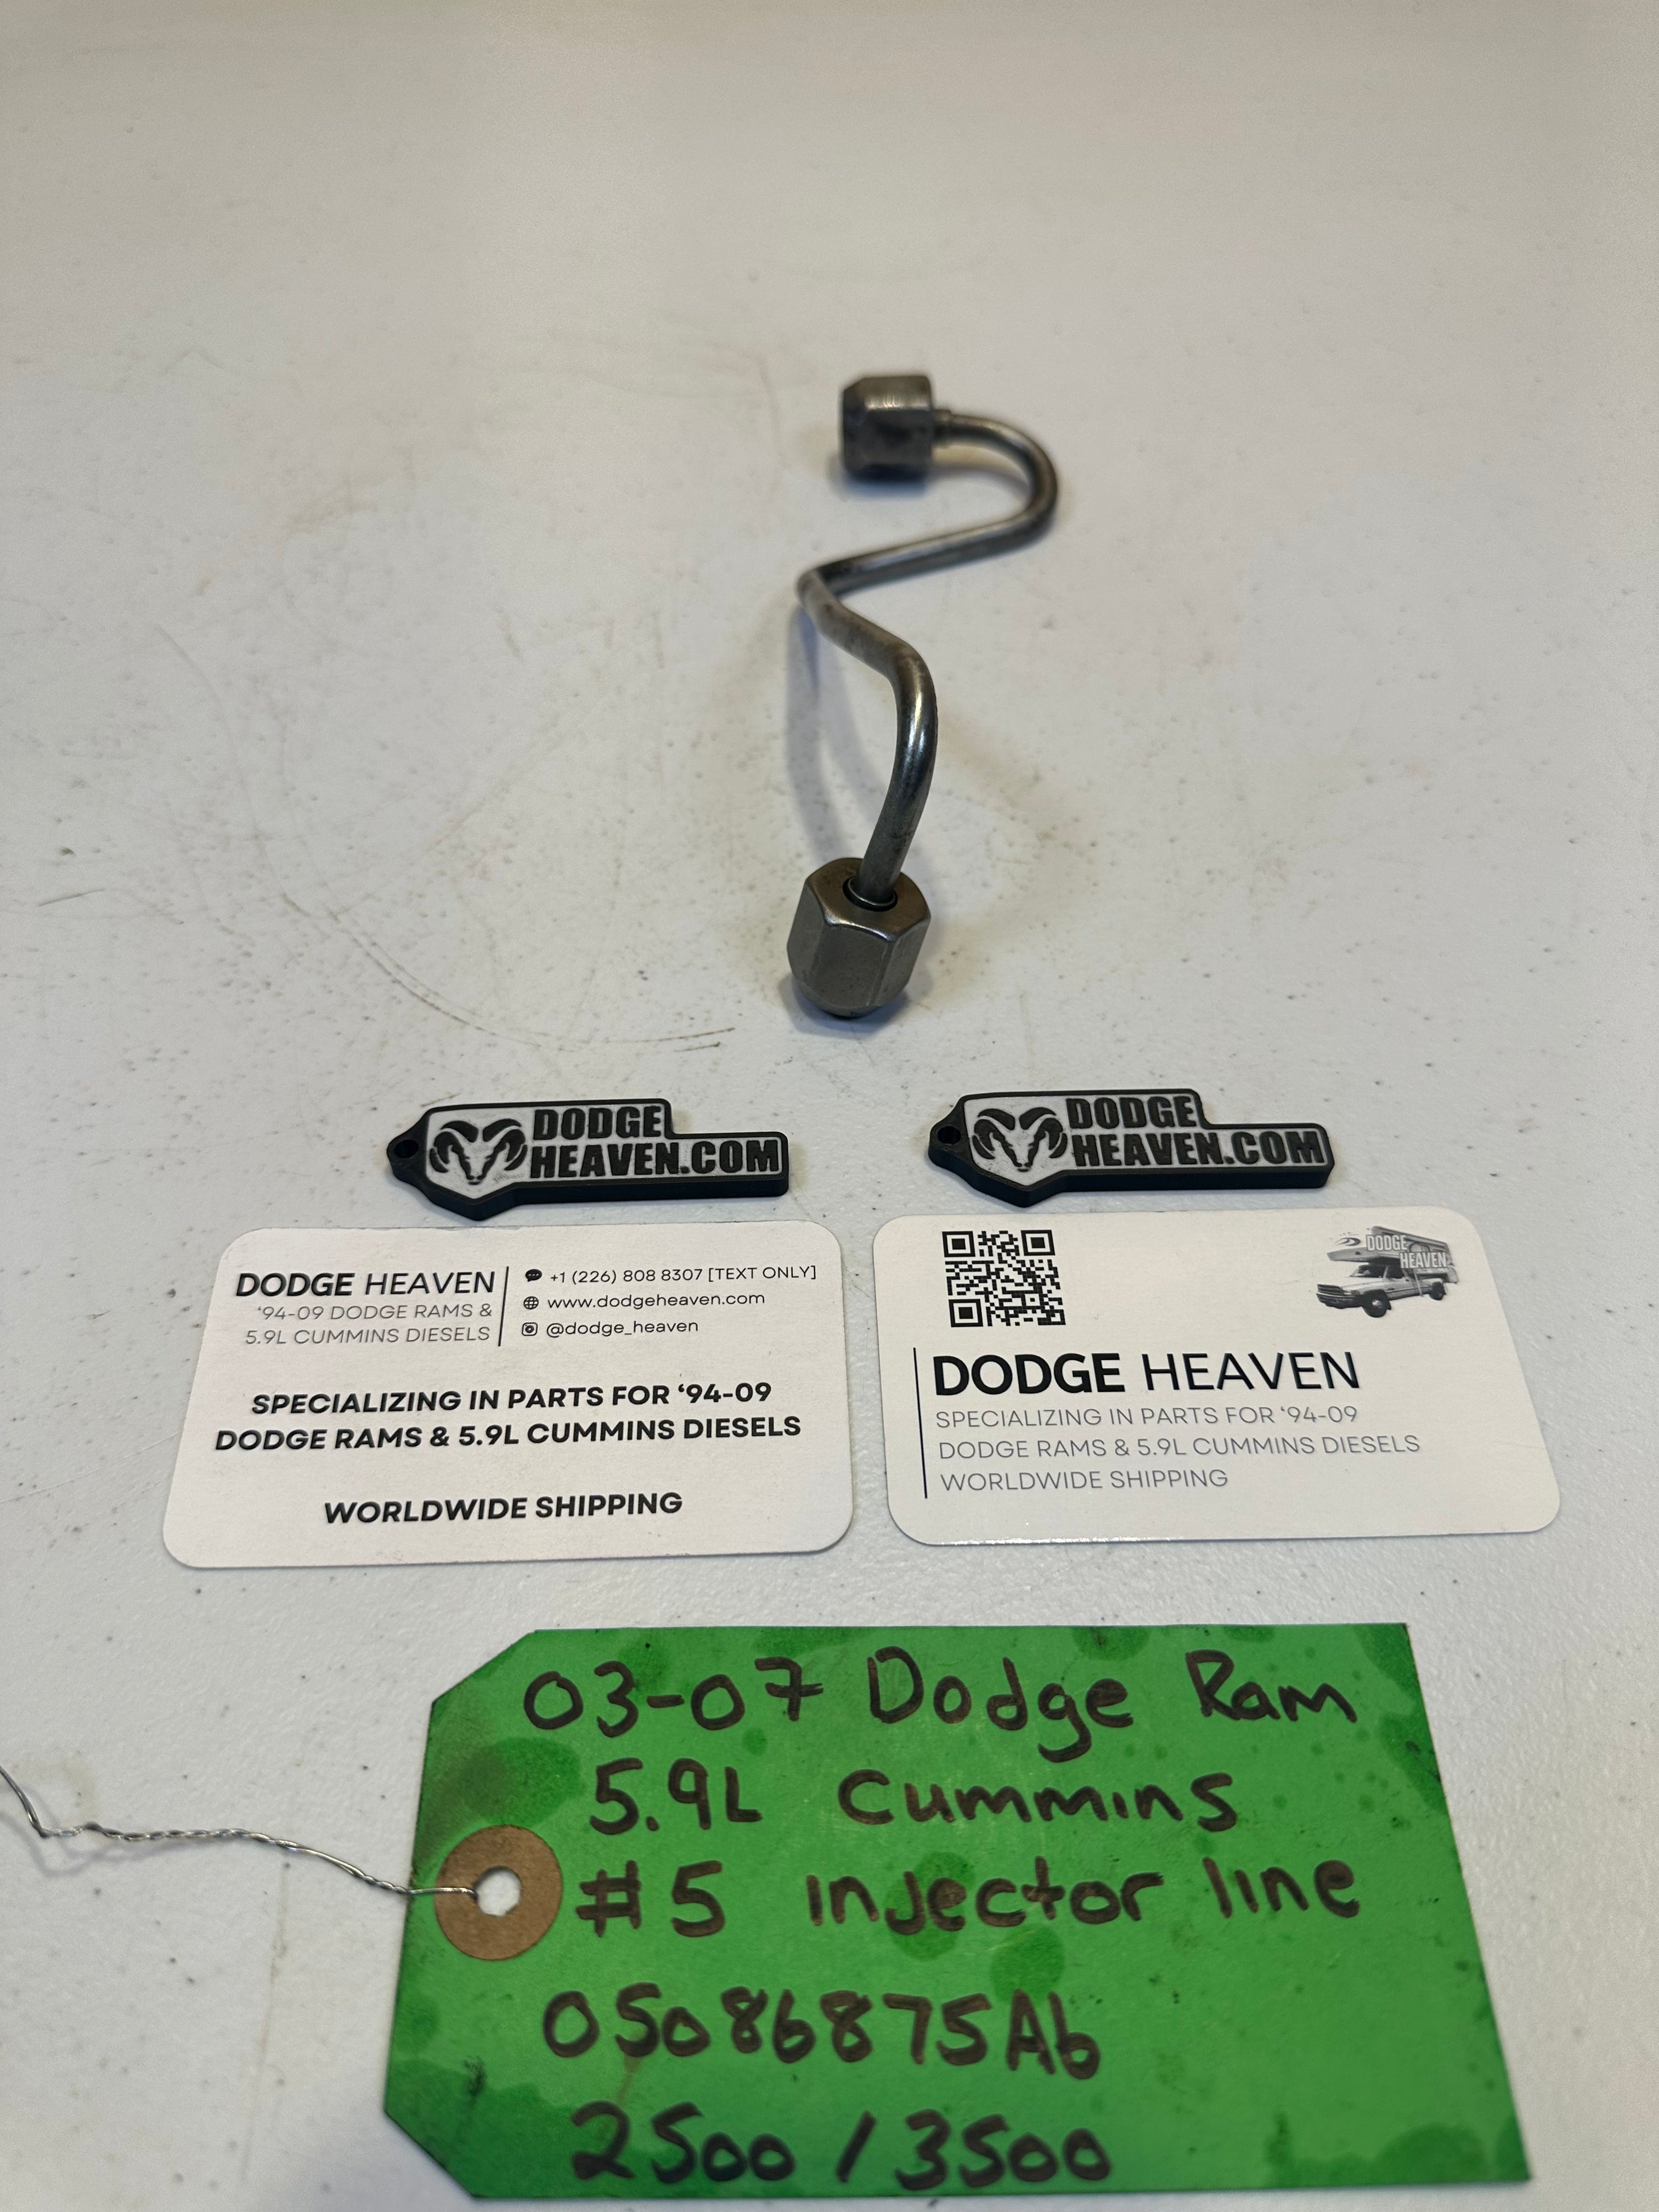 DODGE
HEAVEN.COM
DODGE
HEAVEN.COM
DODGE HEAVEN
‘94-09 DODGE RAMS &
5.9L CUMMINS DIESELS
+1 (226) 808 8307 [TEXT ONLY]
www.dodgeheaven.com
@dodge_heaven
SPECIALIZING IN PARTS FOR ‘94-09
DODGE RAMS & 5.9L CUMMINS DIESELS
WORLDWIDE SHIPPING
DODGE
HEAVEN
DODGE HEAVEN
SPECIALIZING IN PARTS FOR ‘94-09
DODGE RAMS & 5.9L CUMMINS DIESELS
WORLDWIDE SHIPPING
03-07 Dodge Ram
5.9L Cummins
#5 injector line
05086875Ab
2500 / 3500